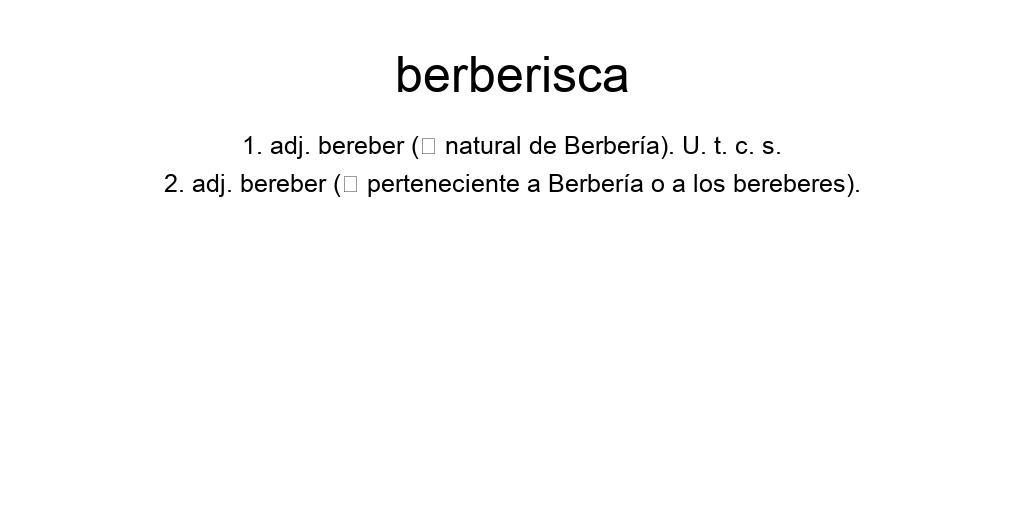 berberisca
1. adj. bereber (□ natural de Berbería). U. t. c. s.
2. adj. bereber (□ perteneciente a Berbería o a los bereberes).